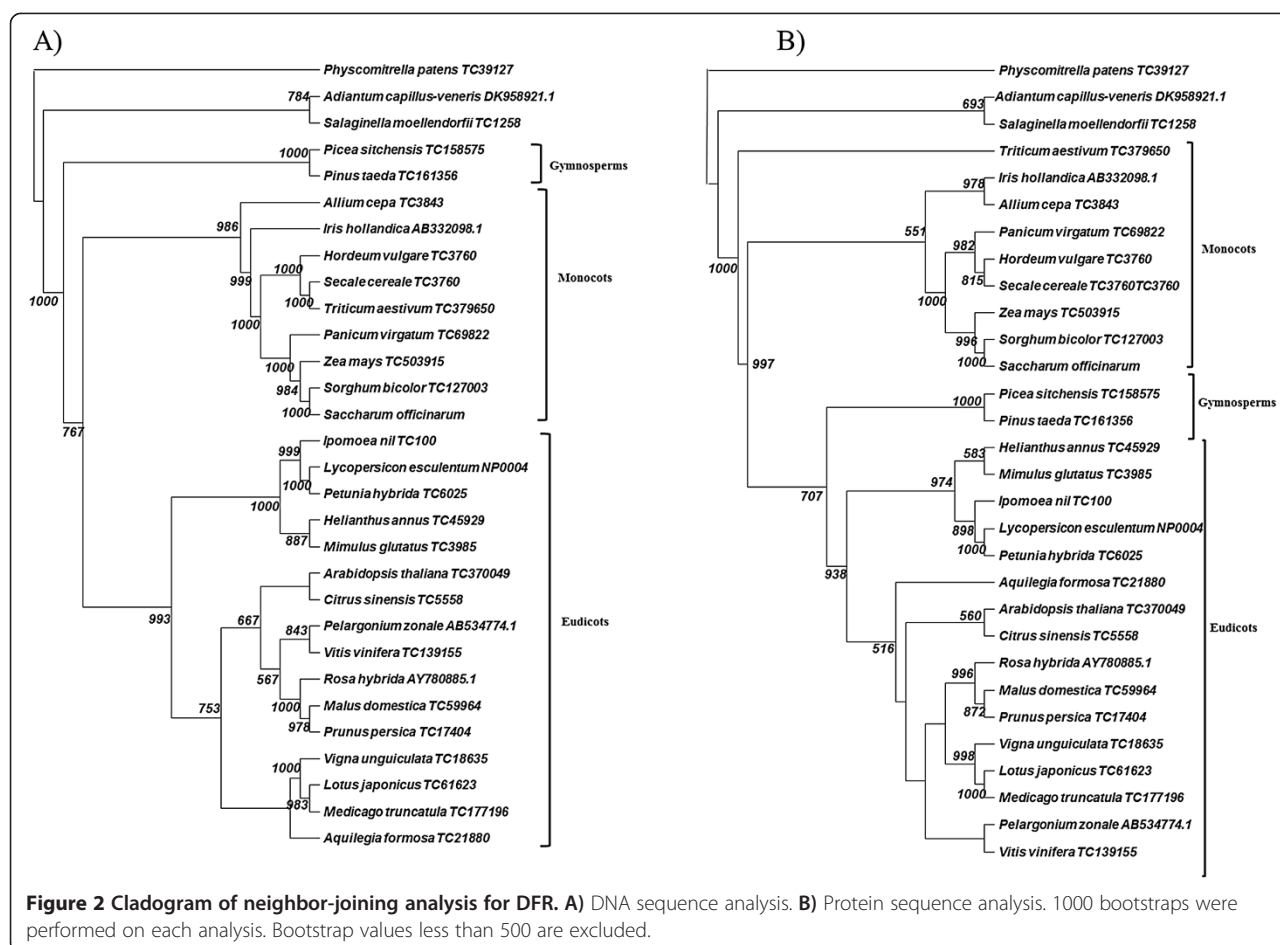 A)
Physcomitrella patens TC39127
784
Adiantum capillus-veneris DK958921.1
Salaginella moellendorfii TC1258
1000
Picea sitchensis TC158575
Pinus taeda TC161356
Gymnosperms
Allium cepa TC3843
986
Iris hollandica AB332098.1
Hordeum vulgare TC3760
1000
999
Secale cereale TC3760
1000
Triticum aestivum TC379650
Monocots
1000
1000
Panicum virgatum TC69822
Zea mays TC503915
1000
984
Sorghum bicolor TC127003
1000
Saccharum officinarum
767
Ipomoea nil TC100
999
Lycopersicon esculentum NP0004
1000
Petunia hybrida TC6025
1000
Helianthus annus TC45929
887
Mimulus glutatus TC3985
Arabidopsis thaliana TC370049
Citrus sinensis TC5558
993
667
Eudicots
843
Pelargonium zonale AB534774.1
Vitis vinifera TC139155
567
Rosa hybrida AY780885.1
753
1000
Malus domestica TC59964
978
Prunus persica TC17404
Vigna unguiculata TC18635
1000
Lotus japonicus TC61623
983
Medicago truncatula TC177196
Aquilegia formosa TC21880
B)
Physcomitrella patens TC39127
693
Adiantum capillus-veneris DK958921.1
Salaginella moellendorfii TC1258
Triticum aestivum TC379650
978
Iris hollandica AB332098.1
Allium cepa TC3843
551
Panicum virgatum TC69822
982
Monocots
Hordeum vulgare TC3760
1000
815
Secale cereale TC3760TC3760
1000
Zea mays TC503915
996
Sorghum bicolor TC127003
997
1000
Saccharum officinarum
Picea sitchensis TC158575
1000
Gymnosperms
Pinus taeda TC161356
Helianthus annus TC45929
583
Mimulus glutatus TC3985
974
707
Ipomoea nil TC100
898
Lycopersicon esculentum NP0004
1000
Petunia hybrida TC6025
938
Aquilegia formosa TC21880
Arabidopsis thaliana TC370049
560
Eudicots
Citrus sinensis TC5558
516
Rosa hybrida AY780885.1
996
Malus domestica TC59964
872
Prunus persica TC17404
Vigna unguiculata TC18635
998
Lotus japonicus TC61623
1000
Medicago truncatula TC177196
Pelargonium zonale AB534774.1
Vitis vinifera TC139155
Figure 2 Cladogram of neighbor-joining analysis for DFR. A) DNA sequence analysis. B) Protein sequence analysis. 1000 bootstraps were
performed on each analysis. Bootstrap values less than 500 are excluded.